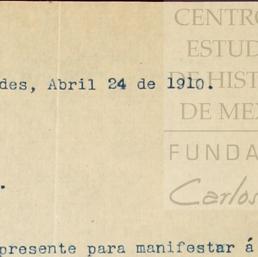 CENTRO
ESTUD
DE HIST
DE MEX
FUNDA
Carlos
des, Abril 24 de 1910.
.
presente para manifestar á